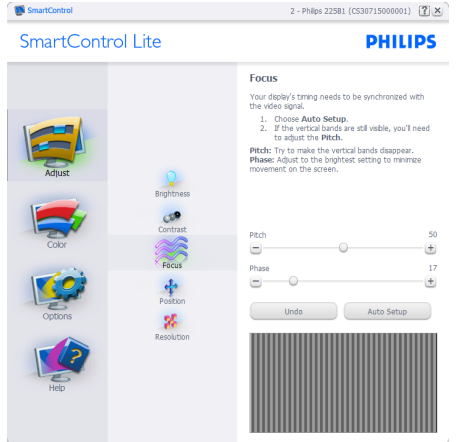 SmartControl
2 - Philips 225B1 (CS30715000001)
?
SmartControl Lite
PHILIPS
Adjust
Color
Options
Help
Brightness
Contrast
Focus
Position
Resolution
Focus
Your display's timing needs to be synchronized with
the video signal.
1. Choose Auto Setup.
2. If the vertical bands are still visible, you'll need
to adjust the Pitch.
Pitch: Try to make the vertical bands disappear.
Phase: Adjust to the brightest setting to minimize
movement on the screen.
Pitch 50
Phase 17
Undo Auto Setup